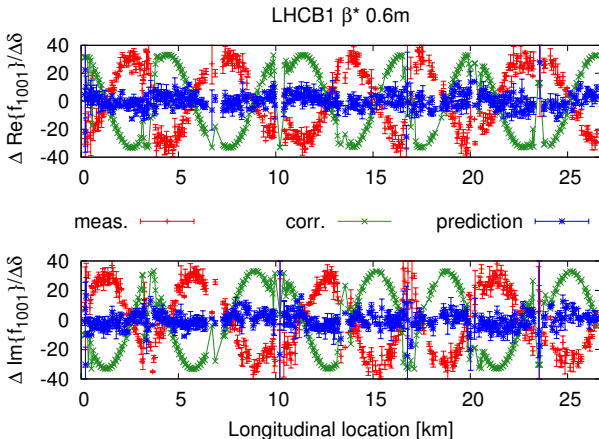 LHCB1 β* 0.6m
Δ Re{f1001}/Δδ
40
20
0
-20
-40
0 5 10 15 20 25
meas. corr. prediction
Δ Im{f1001}/Δδ
40
20
0
-20
-40
0 5 10 15 20 25
Longitudinal location [km]